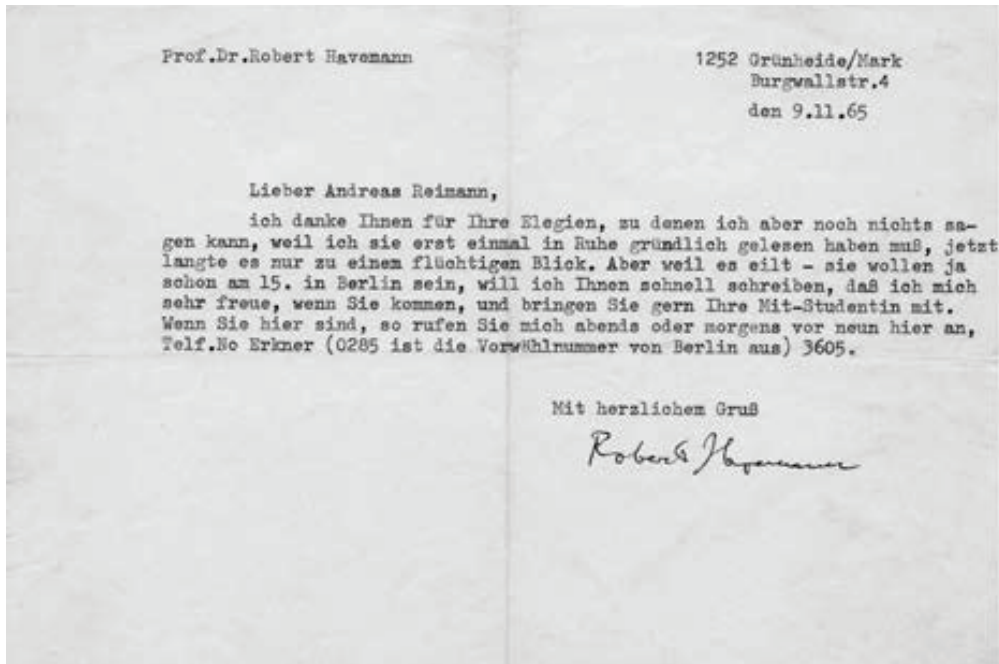 Prof.Dr.Robert Havemann
1252 Grünheide/Mark
Burgwallstr.4
den 9.11.65
Lieber Andreas Reimann,
ich danke Ihnen für Ihre Elegien, zu denen ich aber noch nichts sa-
gen kann, weil ich sie erst einmal in Ruhe gründlich gelesen haben muß, jetzt
langte es nur zu einem flüchtigen Blick. Aber weil es eilt - sie wollen ja
schon am 15. in Berlin sein, will ich Ihnen schnell schreiben, daß ich mich
sehr freue, wenn Sie kommen, und bringen Sie gern Ihre Mit-Studentin mit.
Wenn Sie hier sind, so rufen Sie mich abends oder morgens vor neun hier an,
Telf.No Erkner (0285 ist die Vorwählnummer von Berlin aus) 3605.
Mit herzlichem Gruß
Robert Havemann